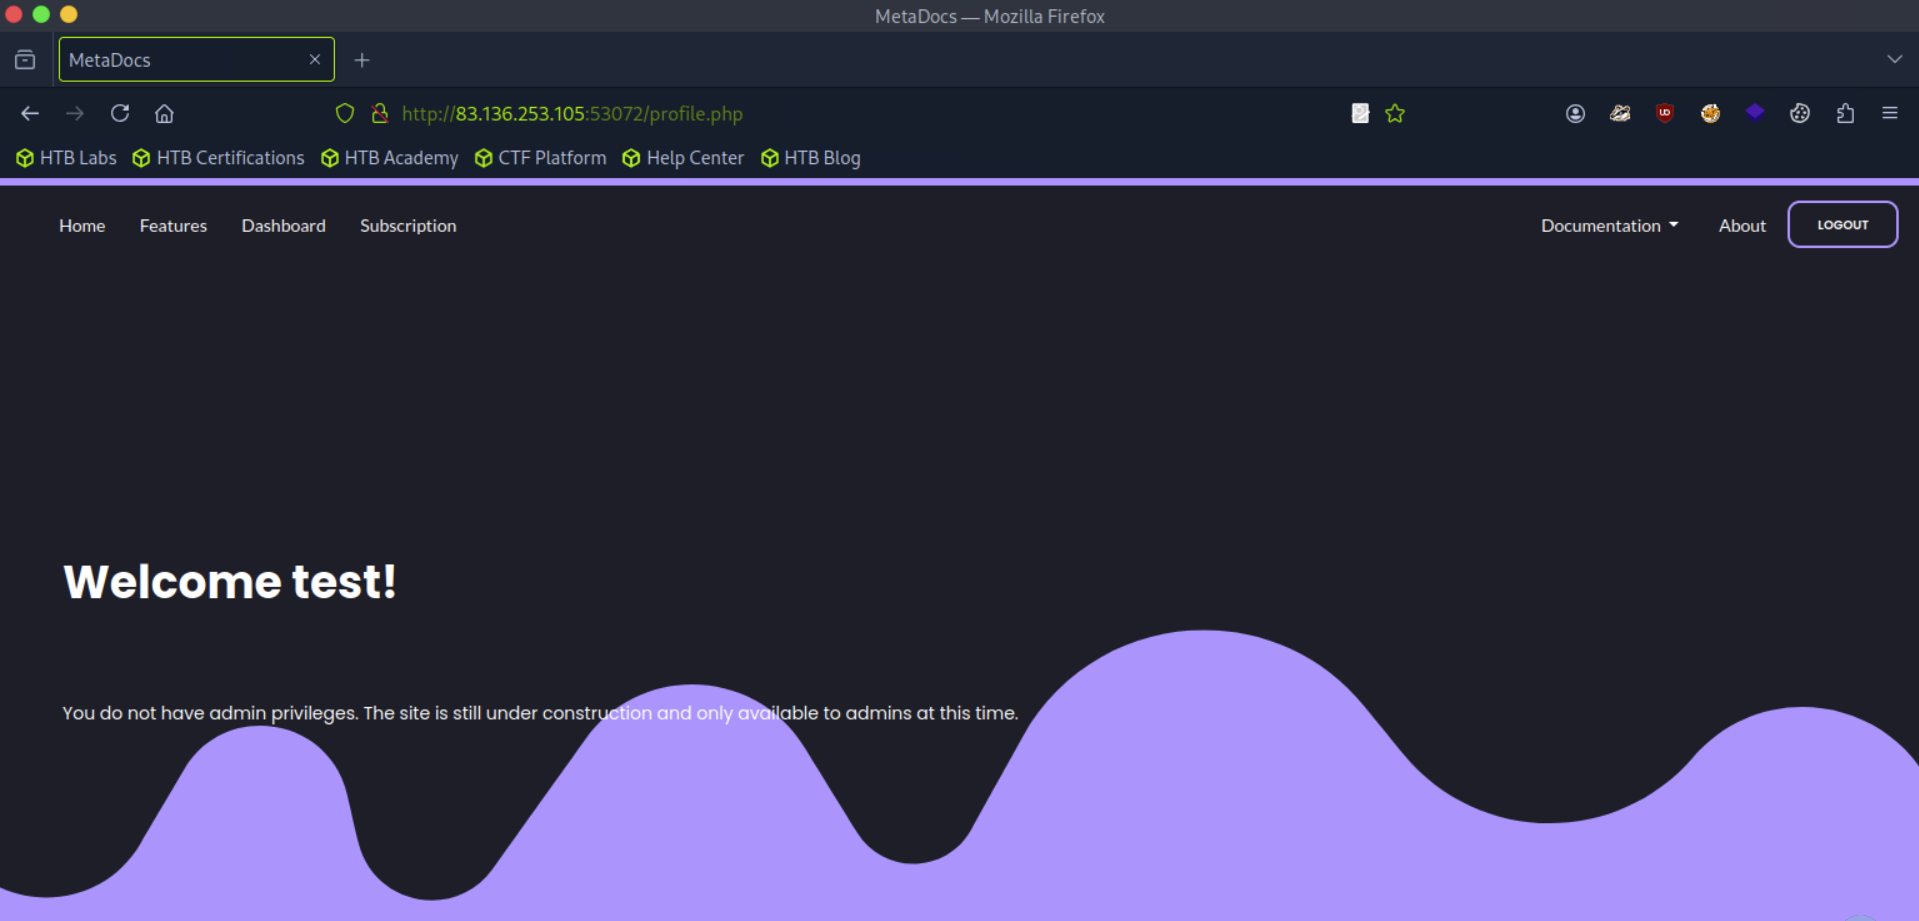 MetaDocs — Mozilla Firefox
MetaDocs
http://83.136.253.105:53072/profile.php
HTB Labs HTB Certifications HTB Academy CTF Platform Help Center HTB Blog
Home Features Dashboard Subscription Documentation About LOGOUT
Welcome test!
You do not have admin privileges. The site is still under construction and only available to admins at this time.